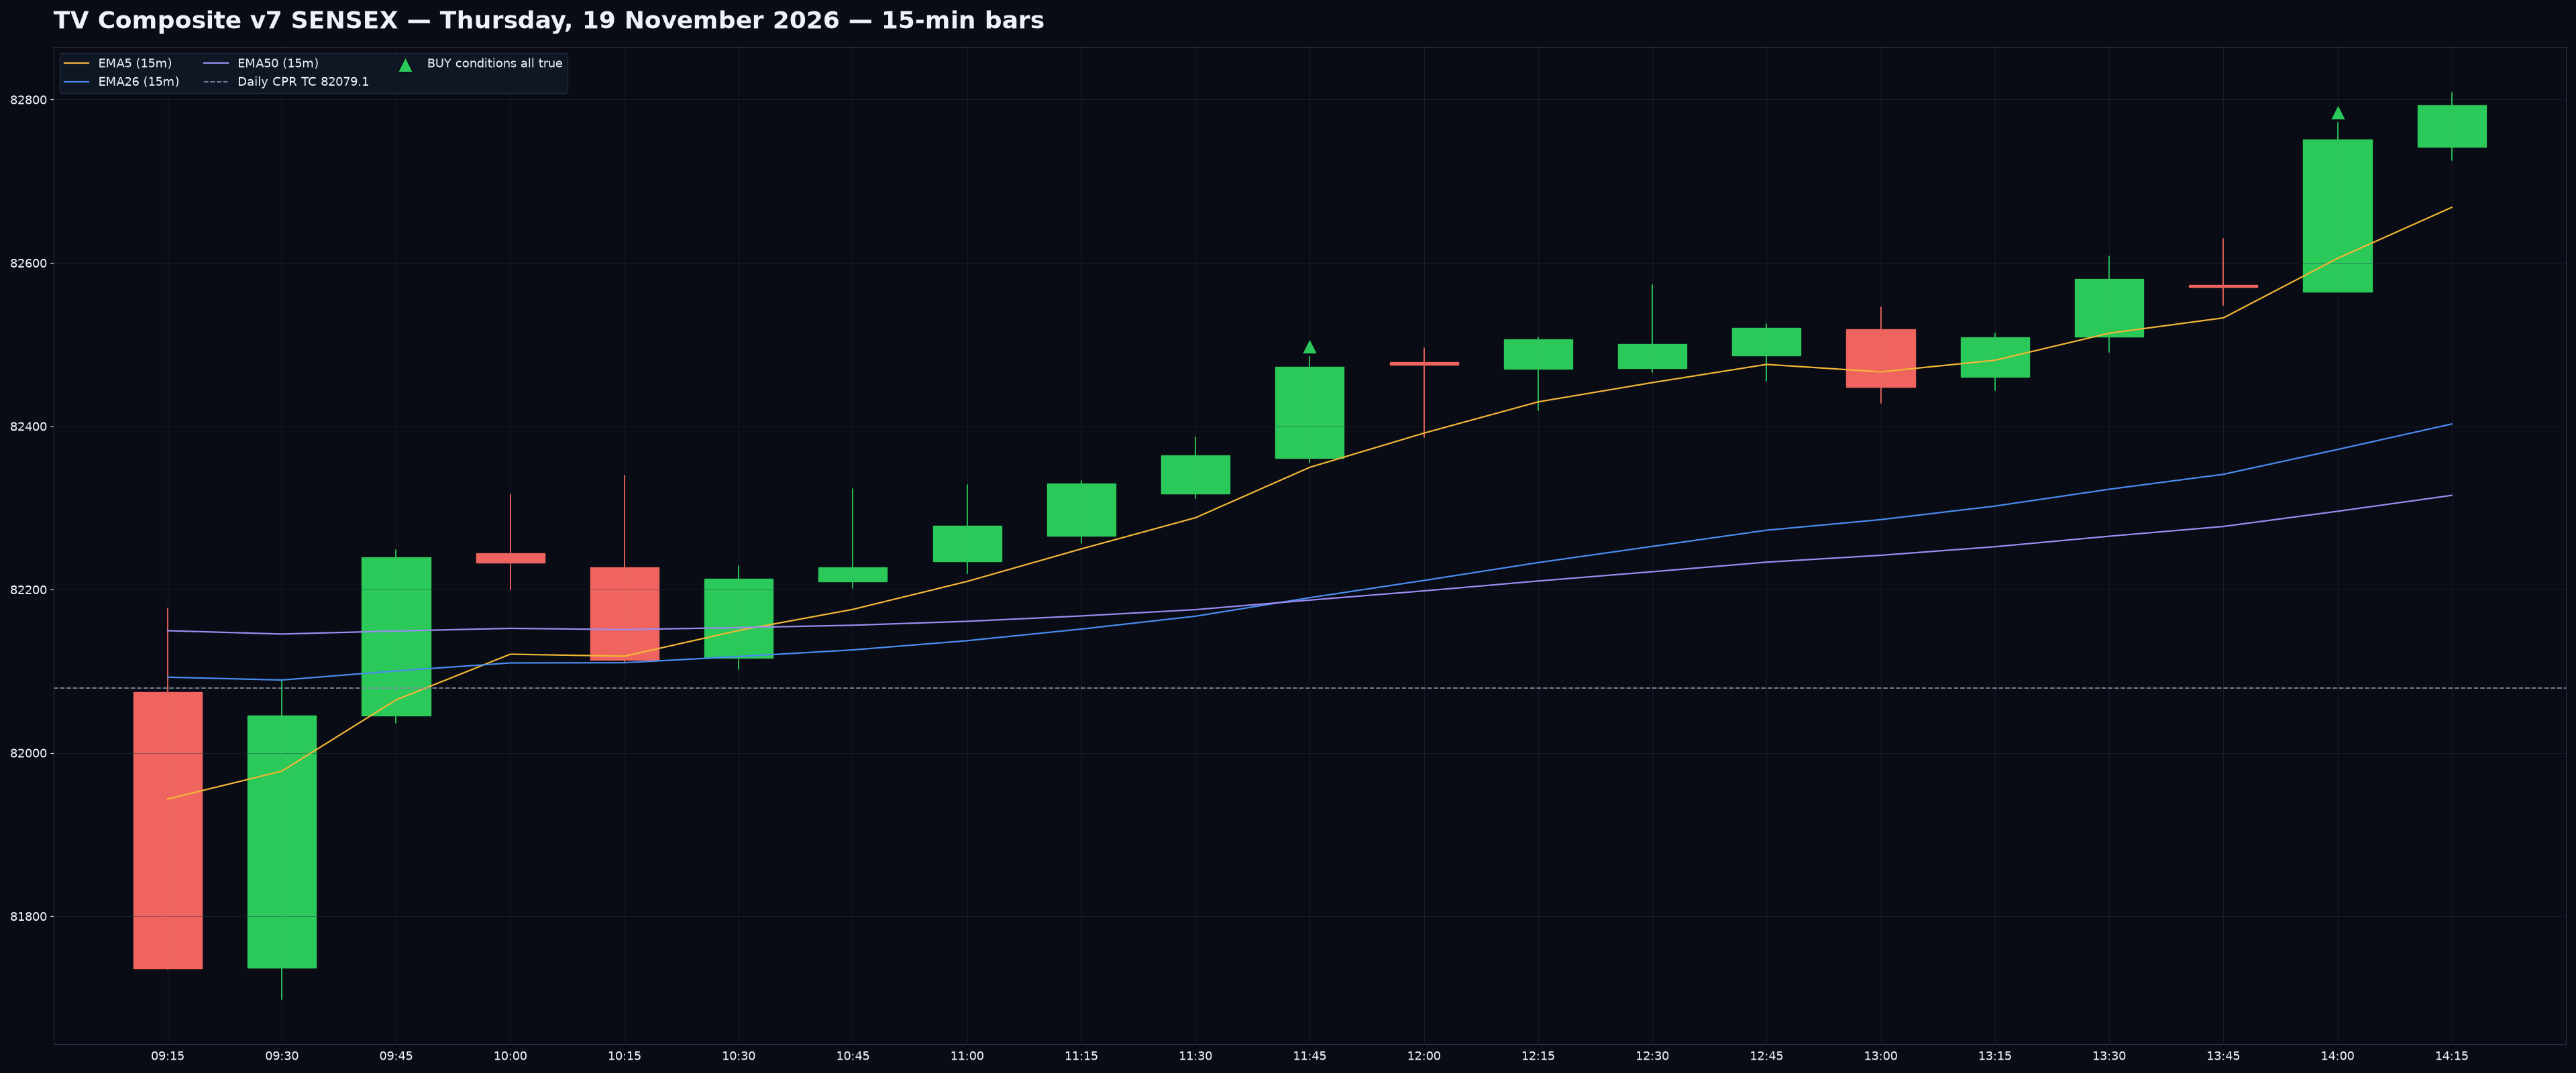 TV Composite v7 SENSEX — Thursday, 19 November 2026 — 15-min bars
EMA5 (15m)
EMA26 (15m)
EMA50 (15m)
Daily CPR TC 82079.1
BUY conditions all true
82800
82600
82400
82200
82000
81800
09:15 09:30 09:45 10:00 10:15 10:30 10:45 11:00 11:15 11:30 11:45 12:00 12:15 12:30 12:45 13:00 13:15 13:30 13:45 14:00 14:15